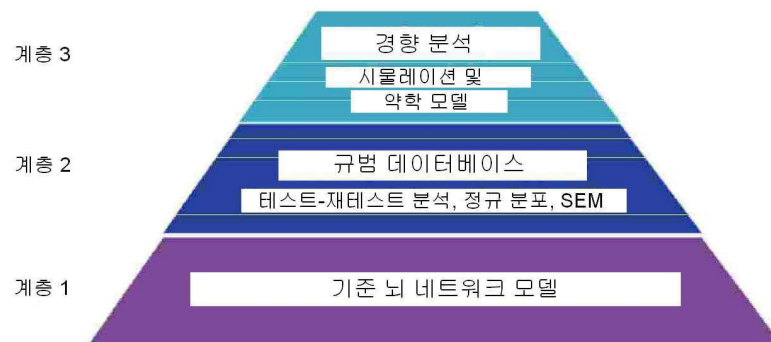 계층 3
경향 분석
시물레이션 및
약학 모델
계층 2
규범 데이터베이스
테스트-재테스트 분석, 정규 분포, SEM
계층 1
기준 뇌 네트워크 모델